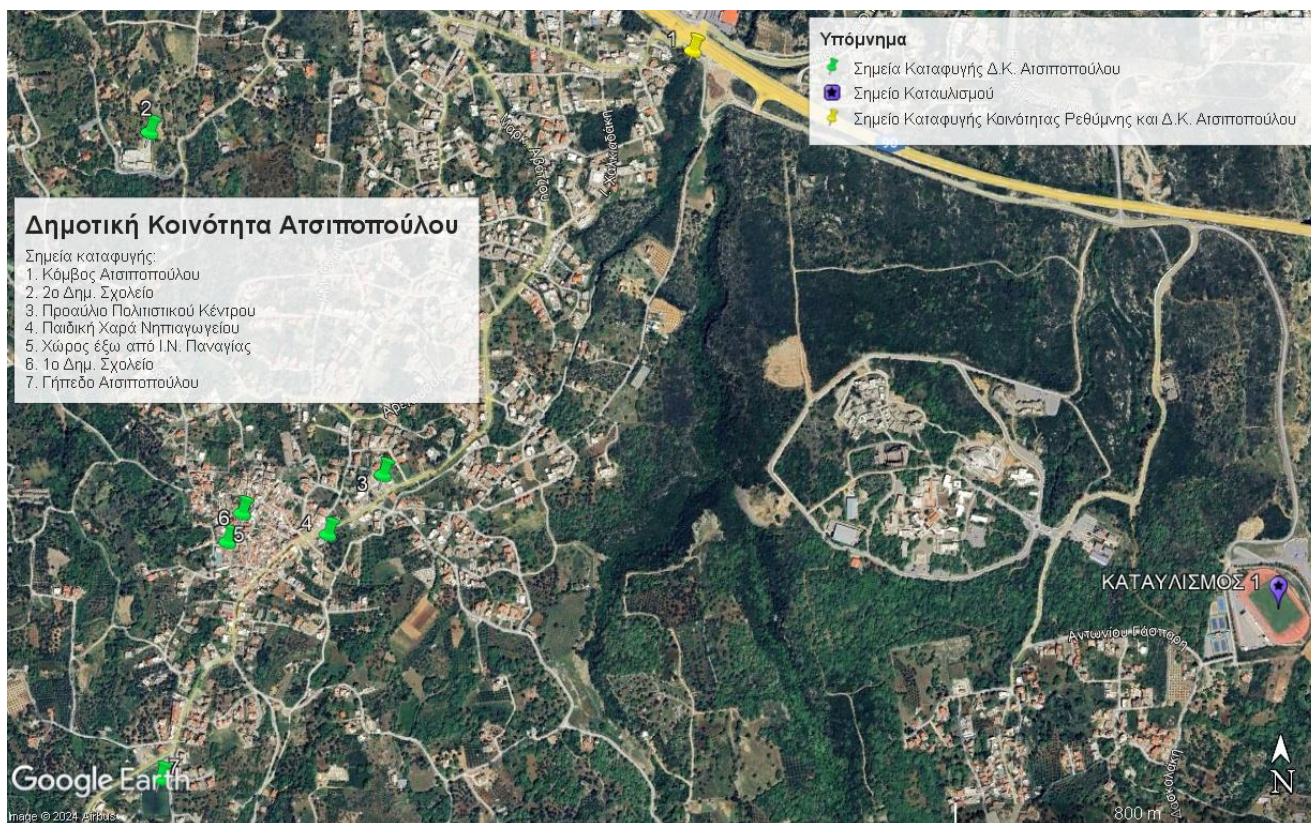 Υπόμνημα
Σημεία Καταφυγής Δ.Κ. Ατσιποπούλου
Σημείο Καταυλισμού
Σημείο Καταφυγής Κοινότητας Ρεθύμνης και Δ.Κ. Ατσιποπούλου
1
2
Δημοτική Κοινότητα Ατσιποπούλου
Σημεία καταφυγής:
1. Κόμβος Ατσιποπούλου
2. 2ο Δημ. Σχολείο
3. Προαύλιο Πολιτιστικού Κέντρου
4. Παιδική Χαρά Νηπιαγωγείου
5. Χώρος έξω από Ι.Ν. Παναγίας
6. 1ο Δημ. Σχολείο
7. Γήπεδο Ατσιποπούλου
3
6
5
4
ΚΑΤΑΥΛΙΣΜΟΣ 1
Αντωνίου Γάσπαρη
7
Google Earth
N
800 m
Image © 2024 Airbus